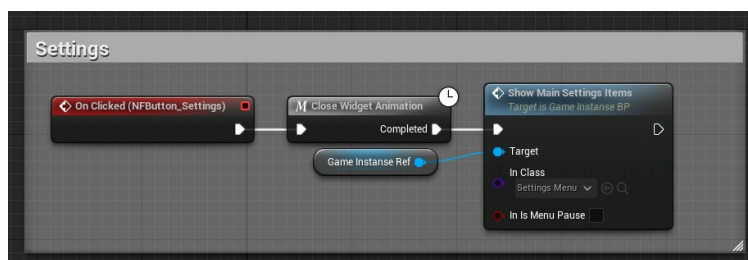 Settings
On Clicked (NFButton_Settings)
M Close Widget Animation
Completed
Game Instanse Ref
Show Main Settings Items
Target is Game Instanse BP
Target
In Class
Settings Menu
In Is Menu Pause